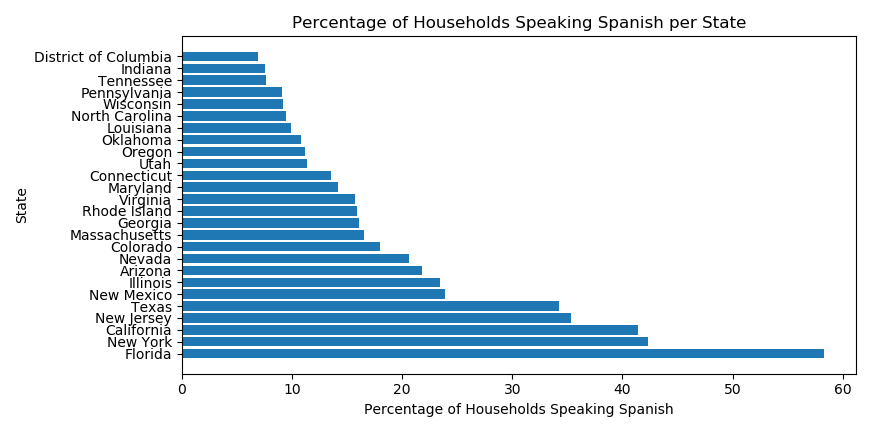 Percentage of Households Speaking Spanish per State
State
District of Columbia
Indiana
Tennessee
Pennsylvania
Wisconsin
North Carolina
Louisiana
Oklahoma
Oregon
Utah
Connecticut
Maryland
Virginia
Rhode Island
Georgia
Massachusetts
Colorado
Nevada
Arizona
Illinois
New Mexico
Texas
New Jersey
California
New York
Florida
0 10 20 30 40 50 60
Percentage of Households Speaking Spanish